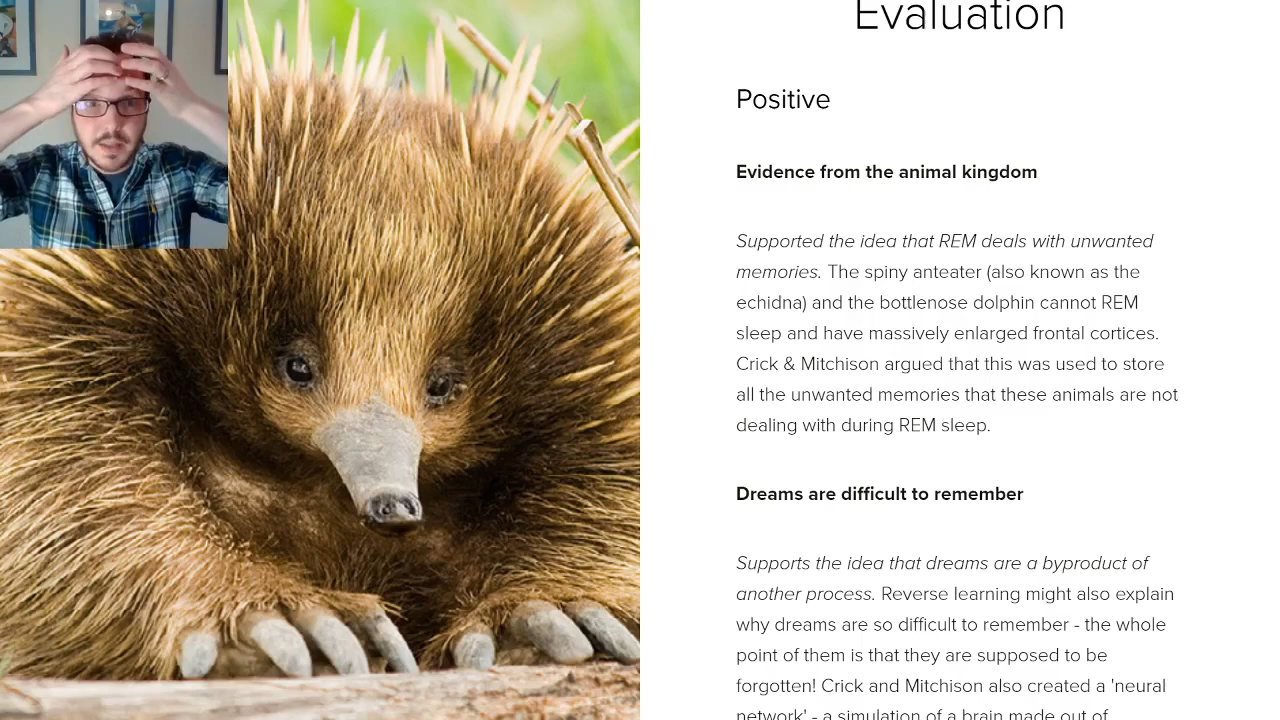 Evaluation
Positive
Evidence from the animal kingdom
Supported the idea that REM deals with unwanted
memories. The spiny anteater (also known as the
echidna) and the bottlenose dolphin cannot REM
sleep and have massively enlarged frontal cortices.
Crick & Mitchison argued that this was used to store
all the unwanted memories that these animals are not
dealing with during REM sleep.
Dreams are difficult to remember
Supports the idea that dreams are a byproduct of
another process. Reverse learning might also explain
why dreams are so difficult to remember - the whole
point of them is that they are supposed to be
forgotten! Crick and Mitchison also created a 'neural
network' - a simulation of a brain made out of